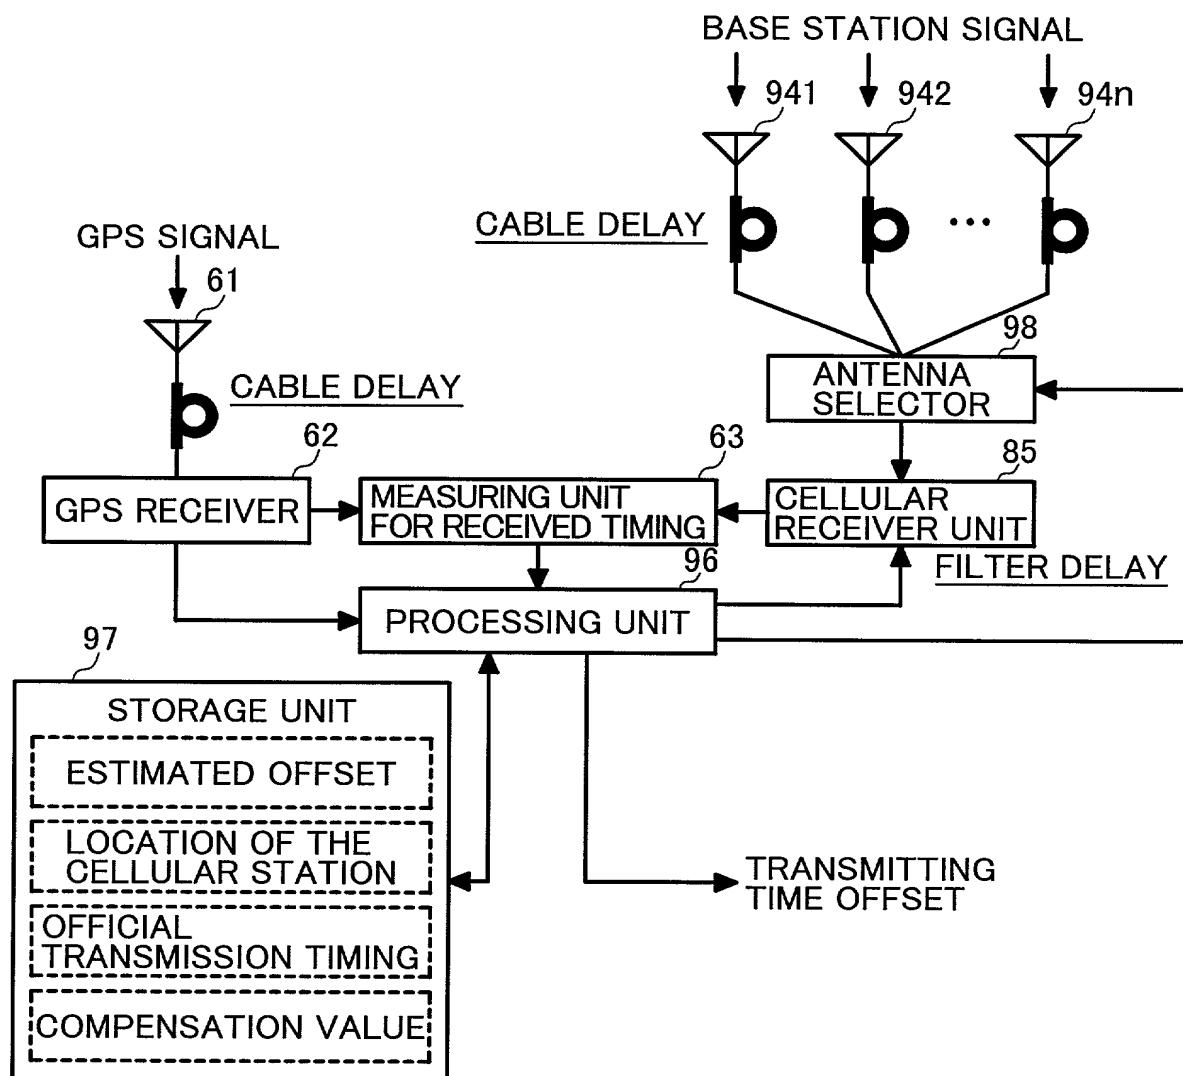 BASE STATION SIGNAL
941
942
94n
CABLE DELAY
...
GPS SIGNAL
61
98
ANTENNA
SELECTOR
CABLE DELAY
62
63
85
GPS RECEIVER
MEASURING UNIT
FOR RECEIVED TIMING
CELLULAR
RECEIVER UNIT
FILTER DELAY
96
PROCESSING UNIT
97
STORAGE UNIT
ESTIMATED OFFSET
LOCATION OF THE
CELLULAR STATION
OFFICIAL
TRANSMISSION TIMING
COMPENSATION VALUE
TRANSMITTING
TIME OFFSET